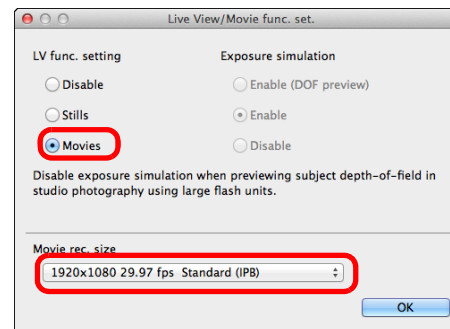 Live View/Movie func. set.
LV func. setting
Exposure simulation
Disable
Enable (DOF preview)
Stills
Enable
Movies
Disable
Disable exposure simulation when previewing subject depth-of-field in
studio photography using large flash units.
Movie rec. size
1920x1080 29.97 fps  Standard (IPB)
OK